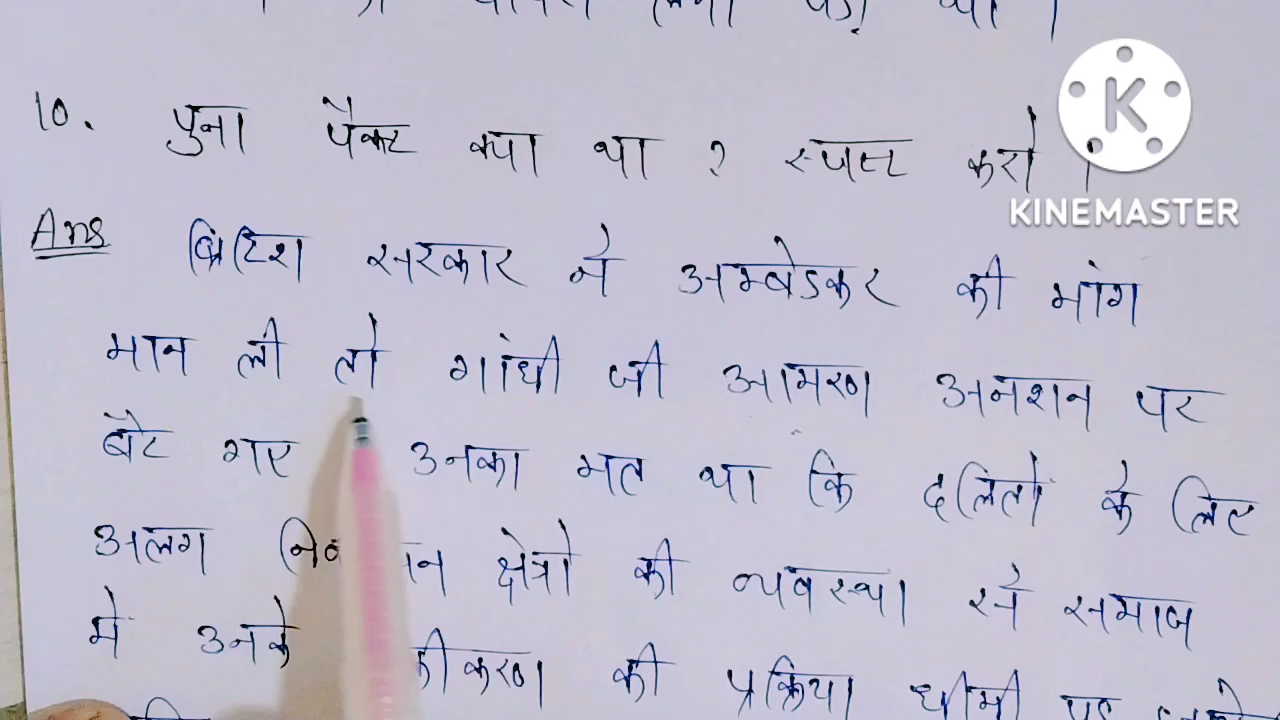 10. पुना पैक्ट क्या था ? स्पष्ट करो ।
KINEMASTER
Ans ब्रिटिश सरकार ने अम्बेडकर की मांग
मान ली तो गांधी जी आमरण अनशन पर
बैठ गए उनका मत था कि दलितो के लिए
अलग क्षेत्रो की व्यवस्था से समाज
मे उनके की प्रक्रिया धीमी